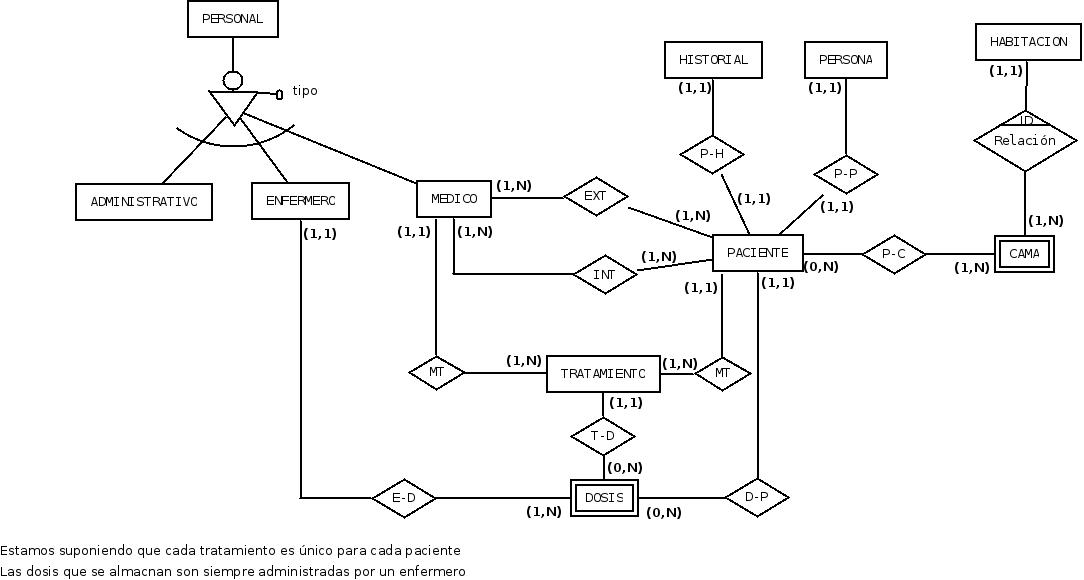 PERSONAL
HABITACION
HISTORIAL
PERSONA
(1,1)
(1,1)
(1,1)
tipo
ID
Relación
P-H
P-P
ADMINISTRATIVO
ENFERMERO
MEDICO
(1,N)
EXT
(1,1)
(1,1)
(1,N)
(1,N)
(1,1)
(1,1)
(1,N)
PACIENTE
P-C
CAMA
(1,N)
(0,N)
(1,N)
INT
(1,1)
(1,1)
(1,N)
(1,N)
MT
TRATAMIENTO
MT
(1,1)
T-D
(0,N)
E-D
DOSIS
D-P
(1,N)
(0,N)
Estamos suponiendo que cada tratamiento es único para cada paciente
Las dosis que se almacnan son siempre administradas por un enfermero